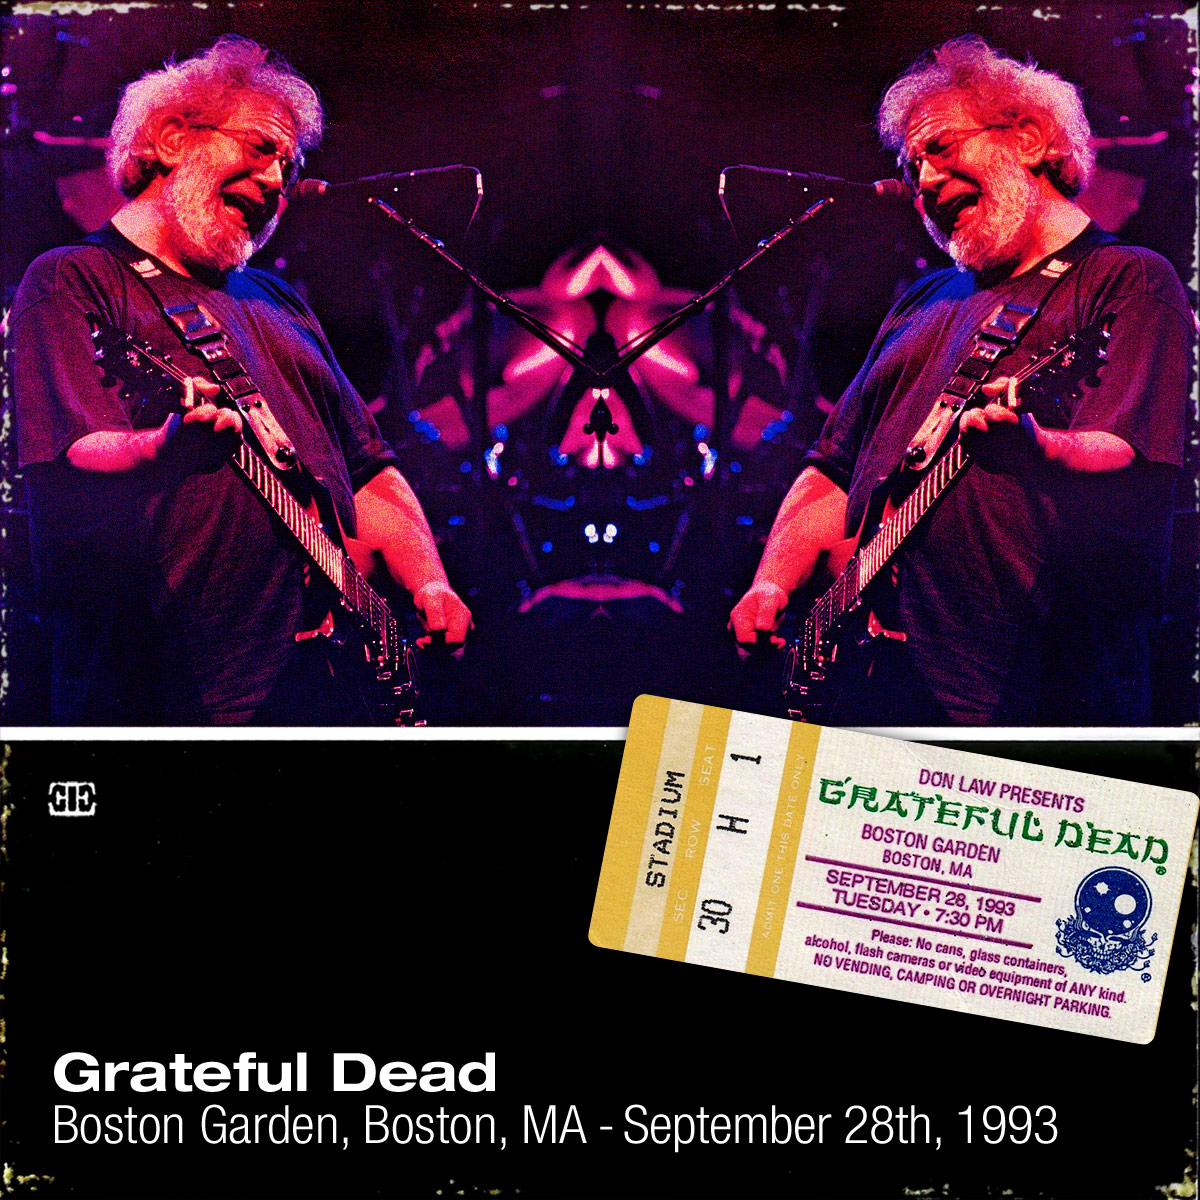 STADIUM
SEC ROW SEAT
30 H 1
ADMIT ONE THIS DATE ONLY
DON LAW PRESENTS
GRATEFUL DEAD®
BOSTON GARDEN
BOSTON, MA
SEPTEMBER 28, 1993
TUESDAY • 7:30 PM
Please: No cans, glass containers,
alcohol, flash cameras or video equipment of ANY kind.
NO VENDING, CAMPING OR OVERNIGHT PARKING.
®
Grateful Dead
Boston Garden, Boston, MA - September 28th, 1993